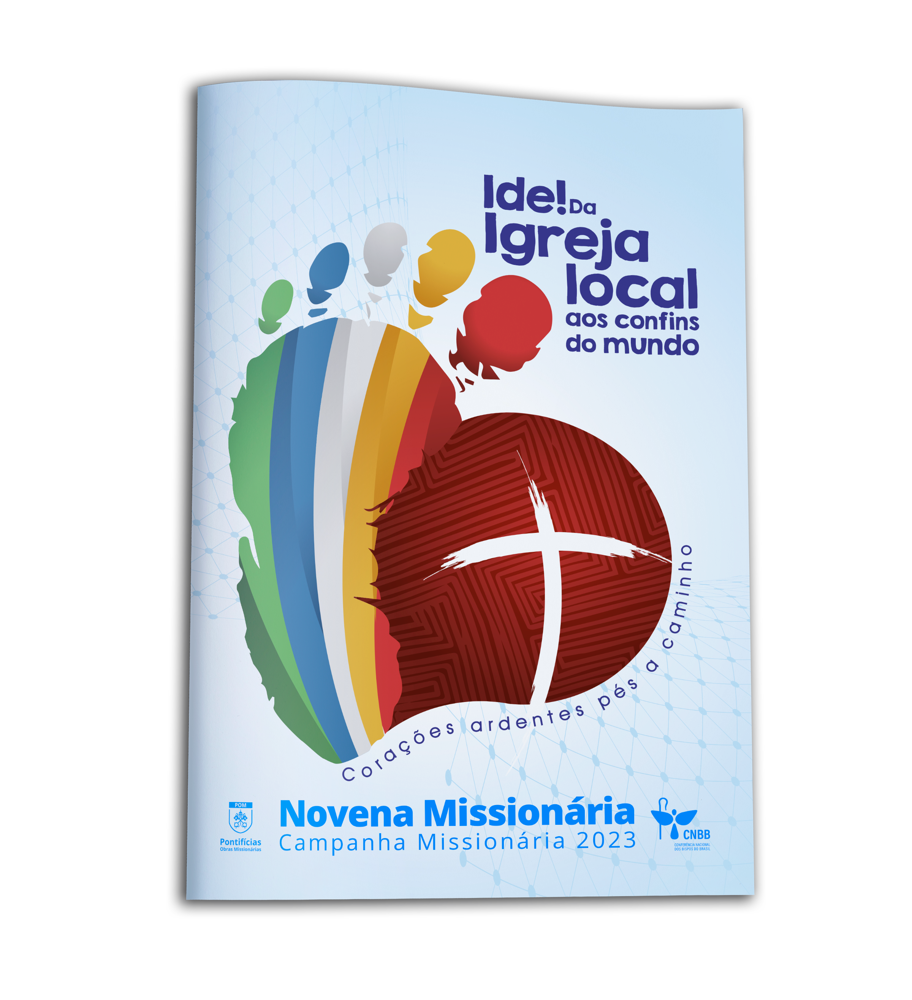 Ide! Da
Igreja
local
aos confins
do mundo
Corações ardentes pés a caminho
POM
Pontifícias
Obras Missionárias
Novena Missionária
Campanha Missionária 2023
CNBB
CONFERÊNCIA NACIONAL
DOS BISPOS DO BRASIL